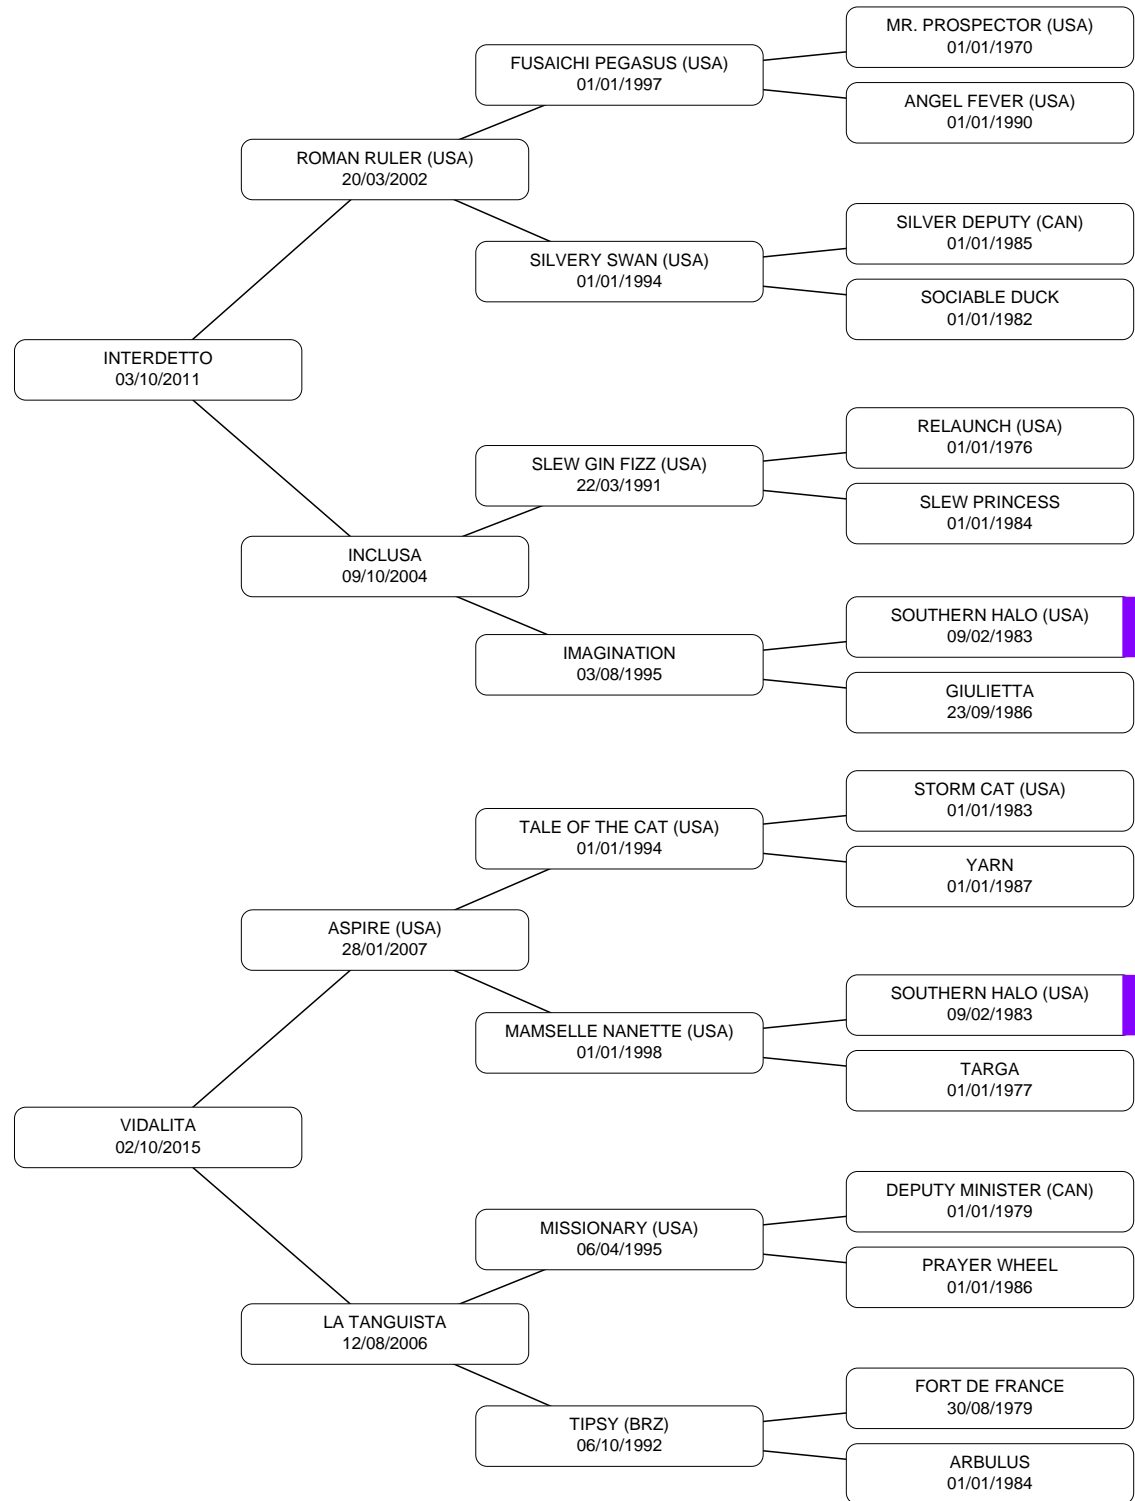 MR. PROSPECTOR (USA)
01/01/1970
FUSAICHI PEGASUS (USA)
01/01/1997
ANGEL FEVER (USA)
01/01/1990
ROMAN RULER (USA)
20/03/2002
SILVER DEPUTY (CAN)
01/01/1985
SILVERY SWAN (USA)
01/01/1994
SOCIABLE DUCK
01/01/1982
INTERDETTO
03/10/2011
RELAUNCH (USA)
01/01/1976
SLEW GIN FIZZ (USA)
22/03/1991
SLEW PRINCESS
01/01/1984
INCLUSA
09/10/2004
SOUTHERN HALO (USA)
09/02/1983
IMAGINATION
03/08/1995
GIULIETTA
23/09/1986
STORM CAT (USA)
01/01/1983
TALE OF THE CAT (USA)
01/01/1994
YARN
01/01/1987
ASPIRE (USA)
28/01/2007
SOUTHERN HALO (USA)
09/02/1983
MAMSELLE NANETTE (USA)
01/01/1998
TARGA
01/01/1977
VIDALITA
02/10/2015
DEPUTY MINISTER (CAN)
01/01/1979
MISSIONARY (USA)
06/04/1995
PRAYER WHEEL
01/01/1986
LA TANGUISTA
12/08/2006
FORT DE FRANCE
30/08/1979
TIPSY (BRZ)
06/10/1992
ARBULUS
01/01/1984